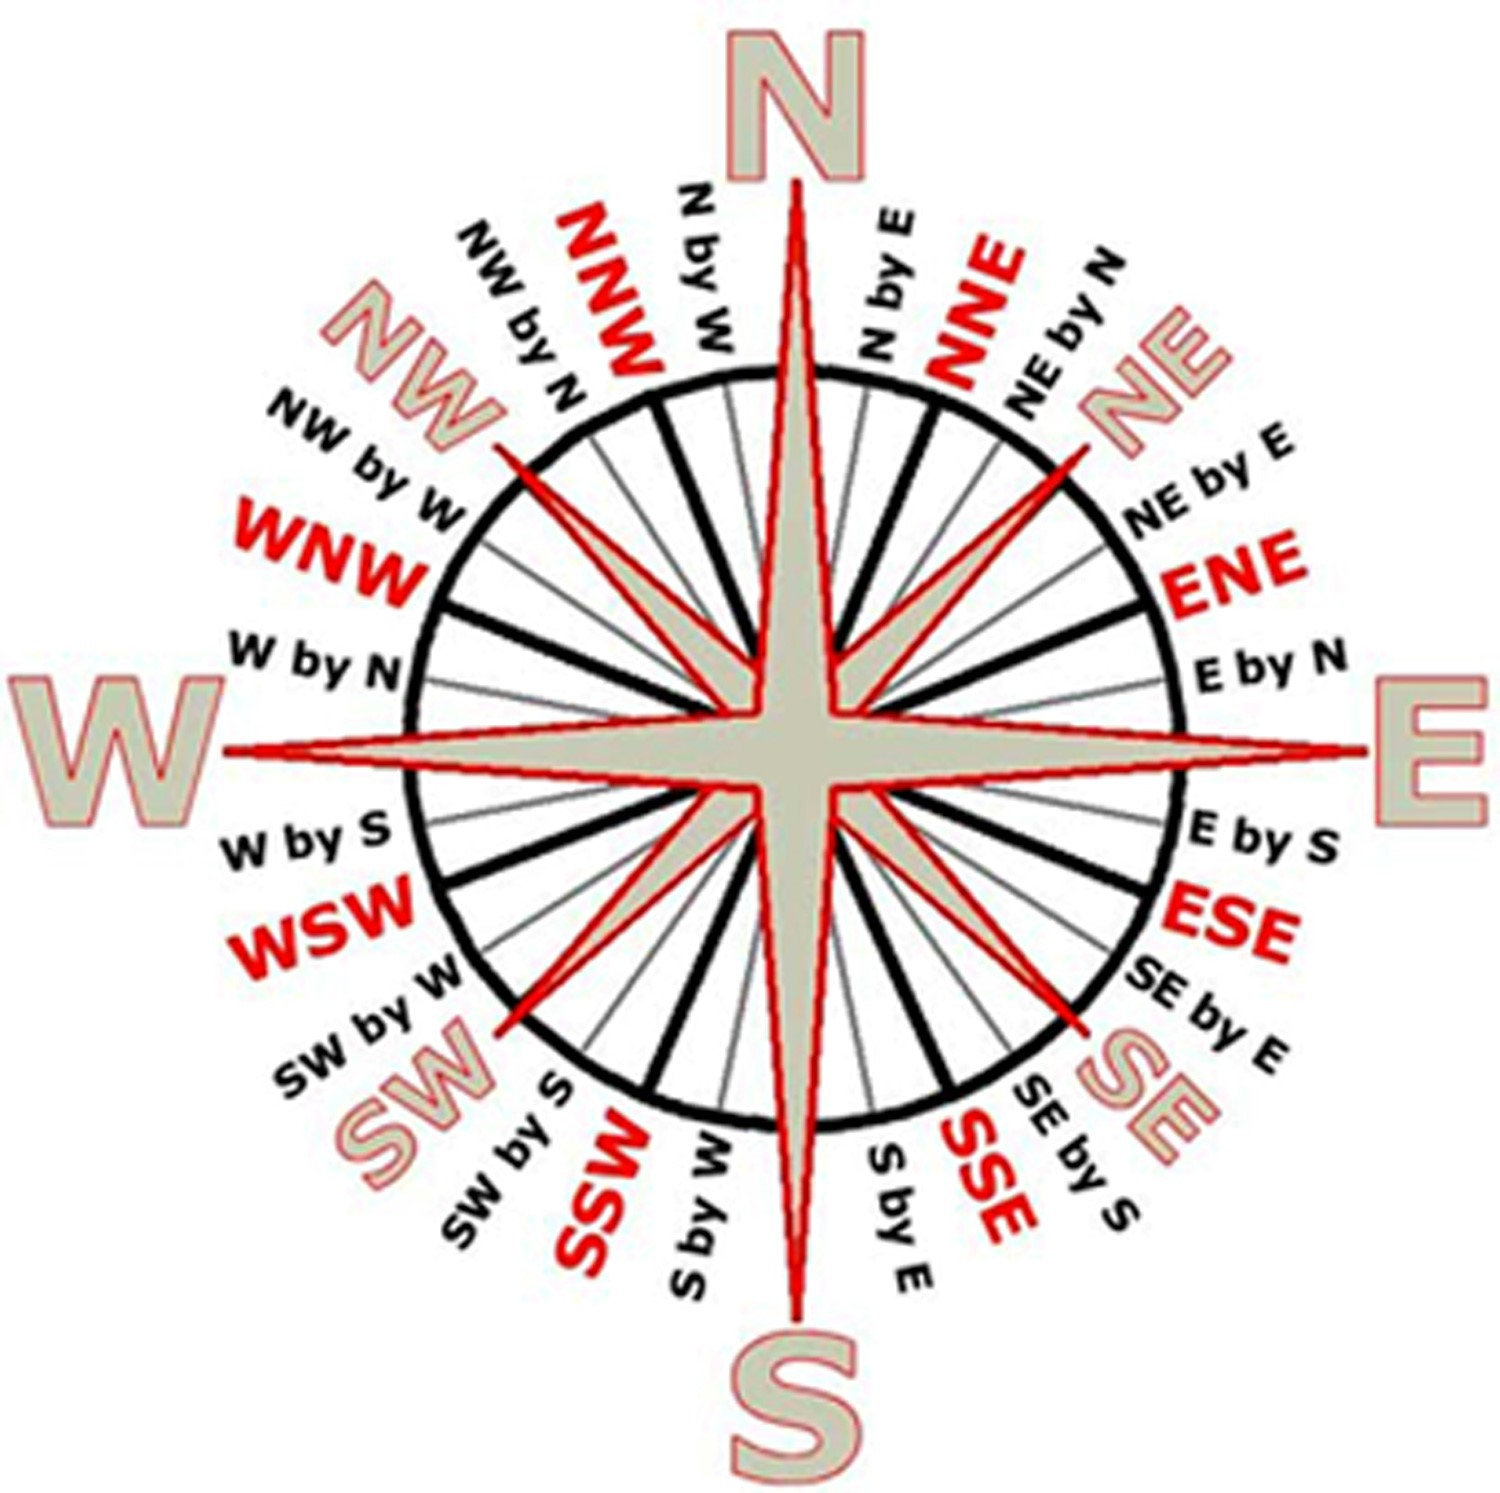 N
N by E
NNE
NE by N
NE
NE by E
ENE
E by N
E
E by S
ESE
SE by E
SE
SE by S
SSE
S by E
S
S by W
SSW
SW by S
SW
SW by W
WSW
W by S
W
W by N
WNW
NW by W
NW
NW by N
NNW
N by W